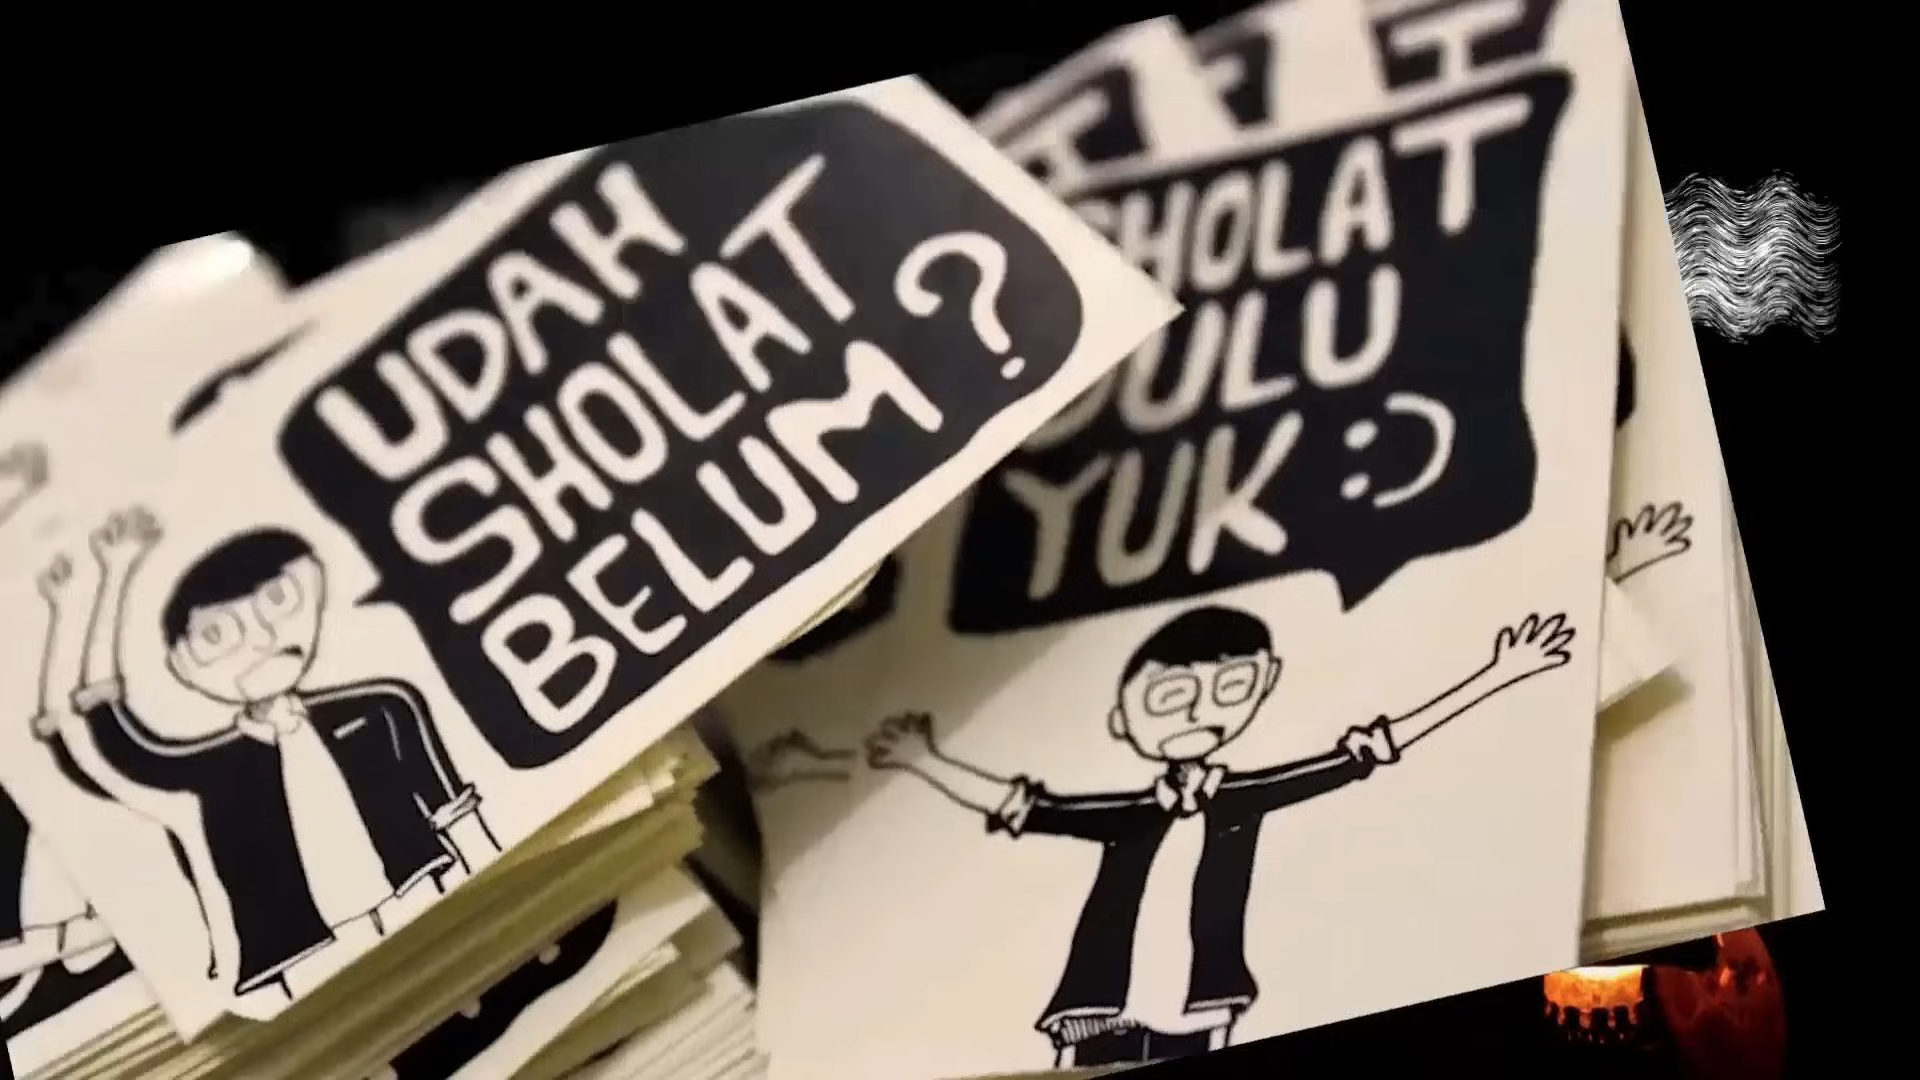 UDAH
SHOLAT
BELUM?
SHOLAT
DULU
YUK :)